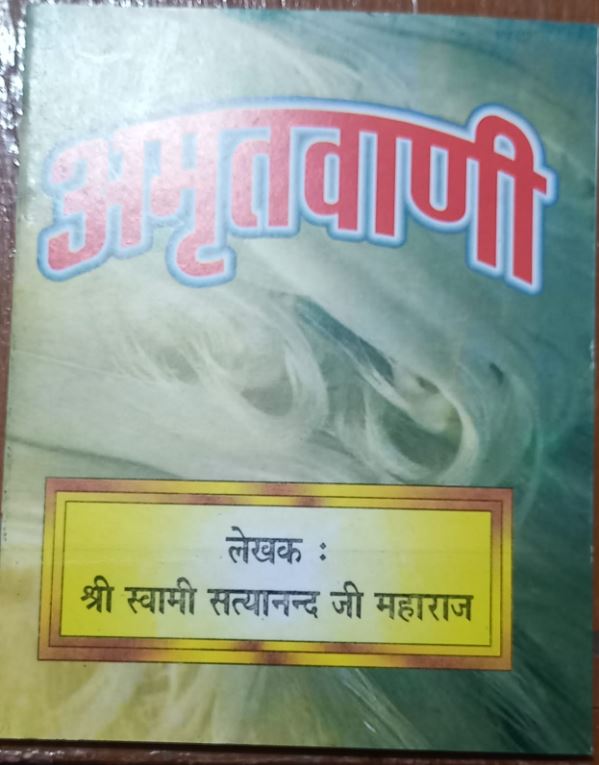 अमृतवाणी
लेखक :
श्री स्वामी सत्यानन्द जी महाराज